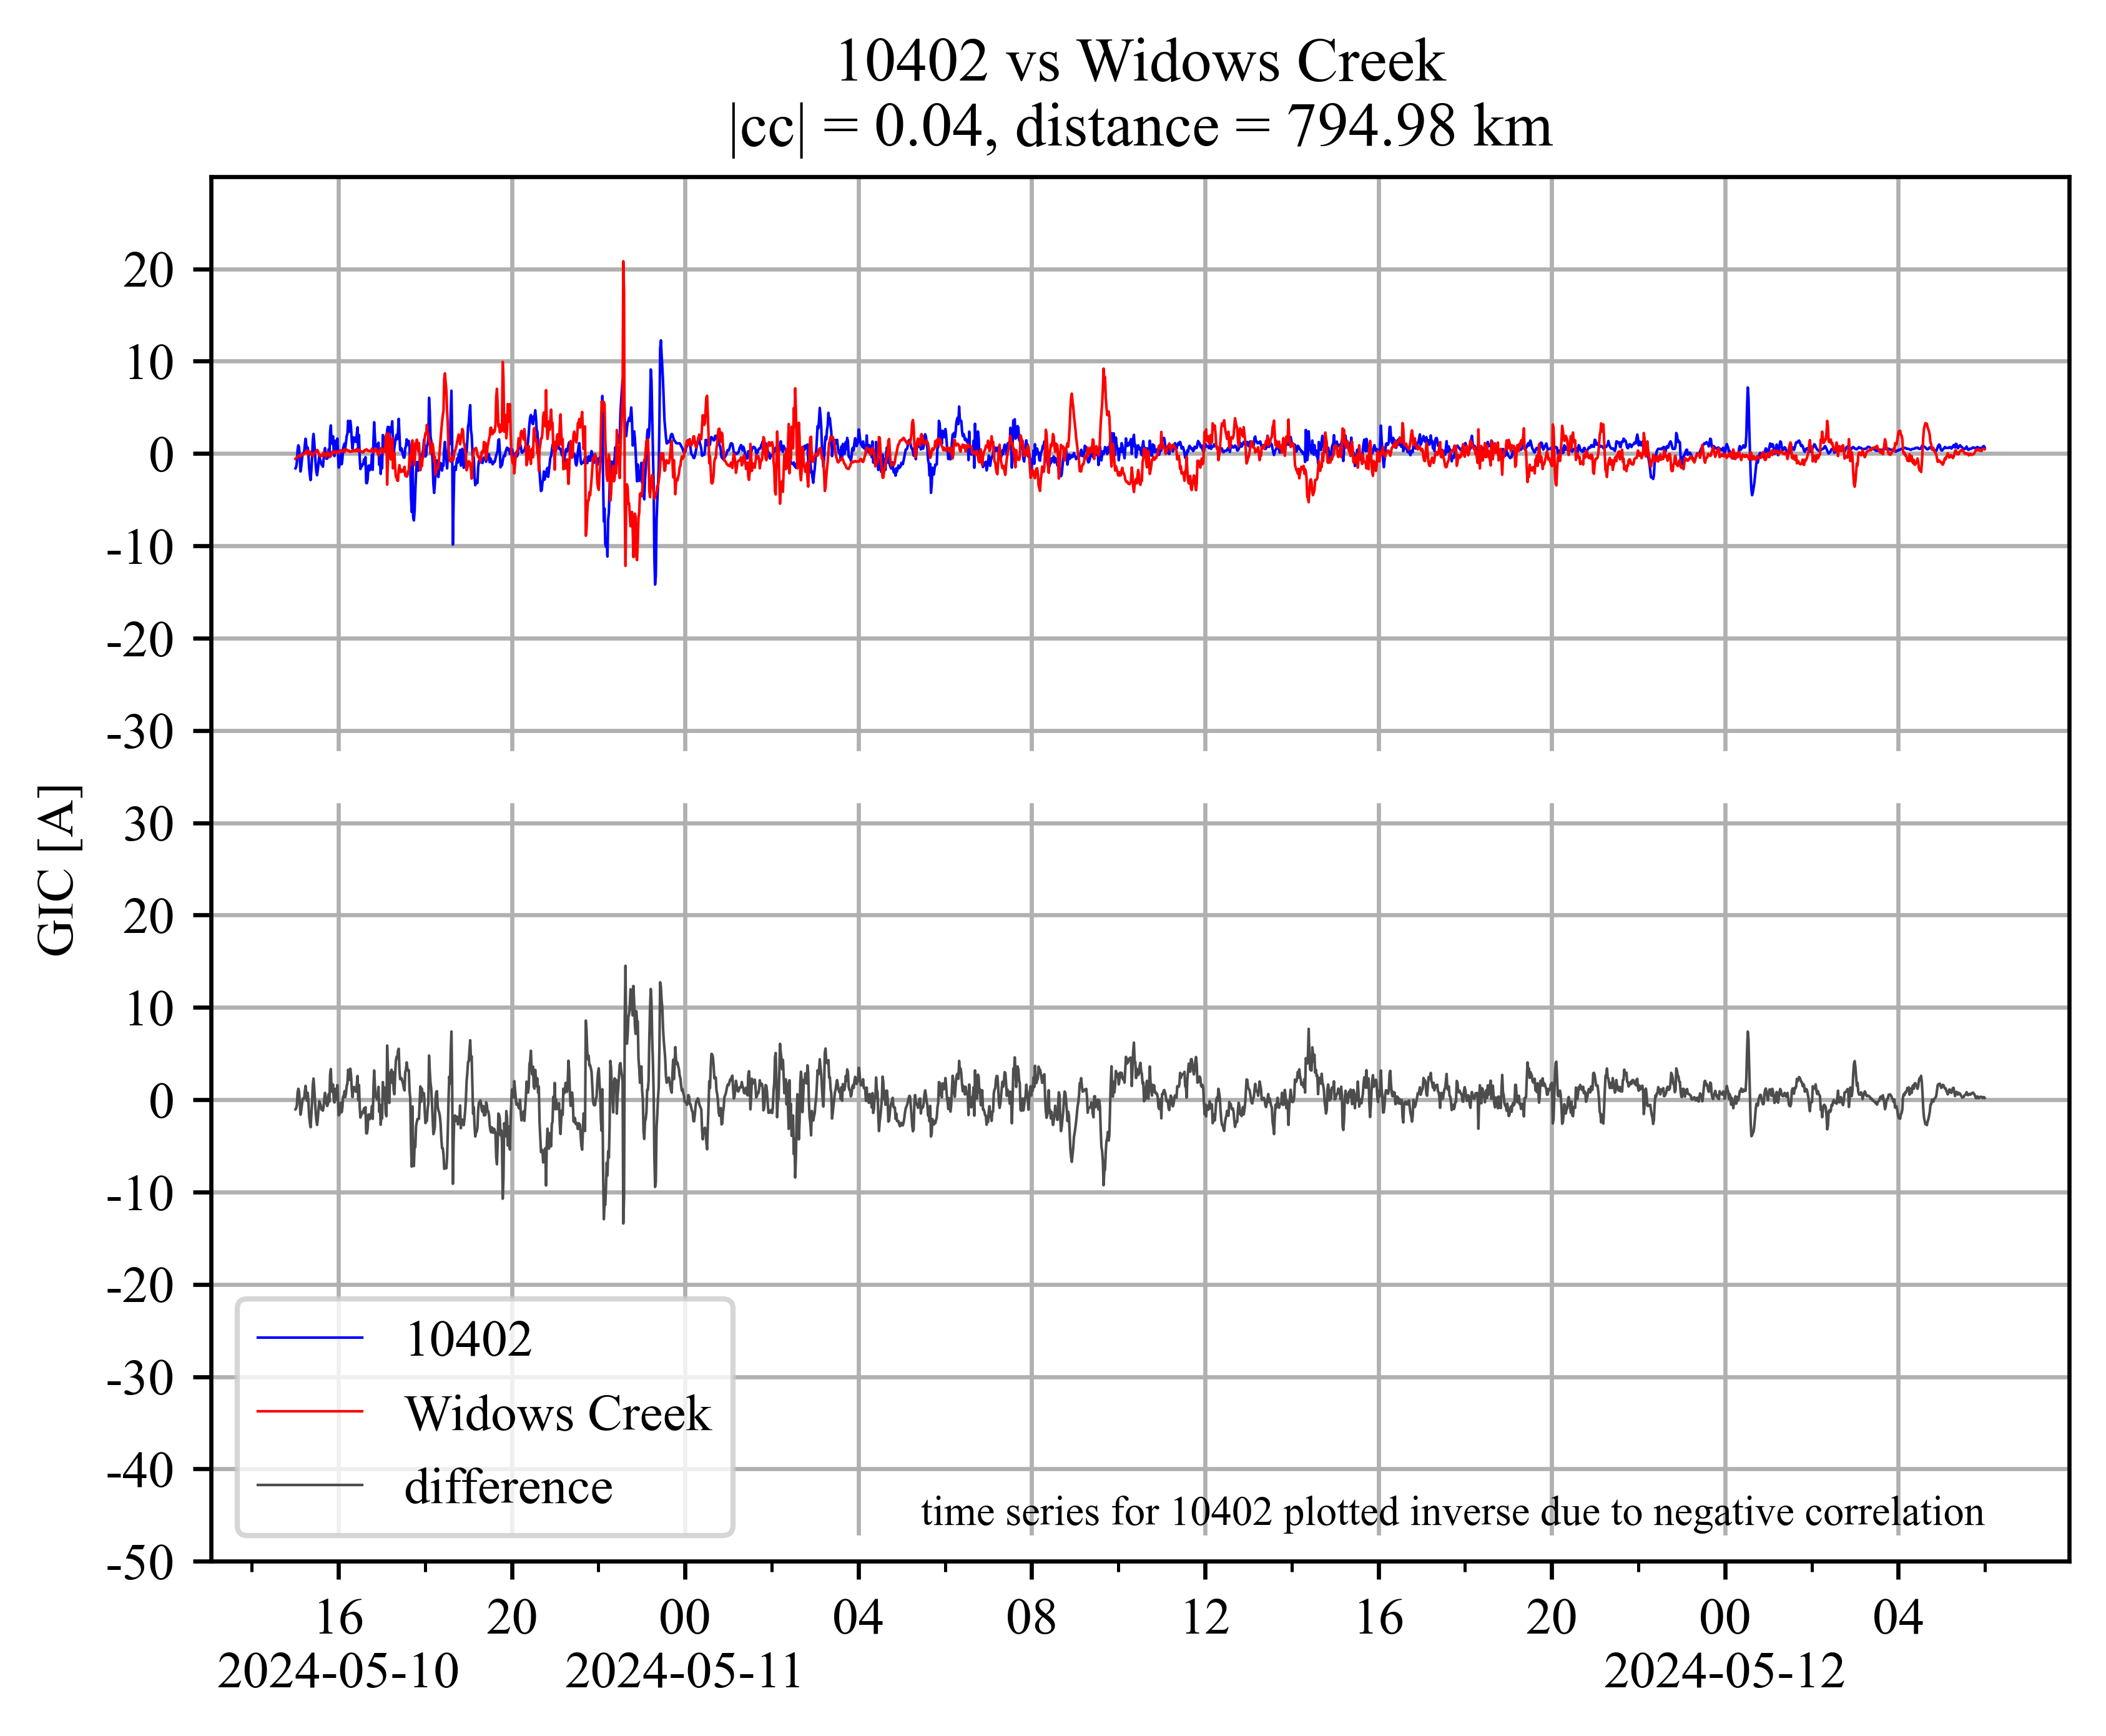 10402 vs Widows Creek
|cc| = 0.04, distance = 794.98 km
20
10
0
-10
-20
-30
30
20
10
0
-10
-20
-30
-40
-50
GIC [A]
10402
Widows Creek
difference
time series for 10402 plotted inverse due to negative correlation
16 20 00 04 08 12 16 20 00 04
2024-05-10 2024-05-11 2024-05-12